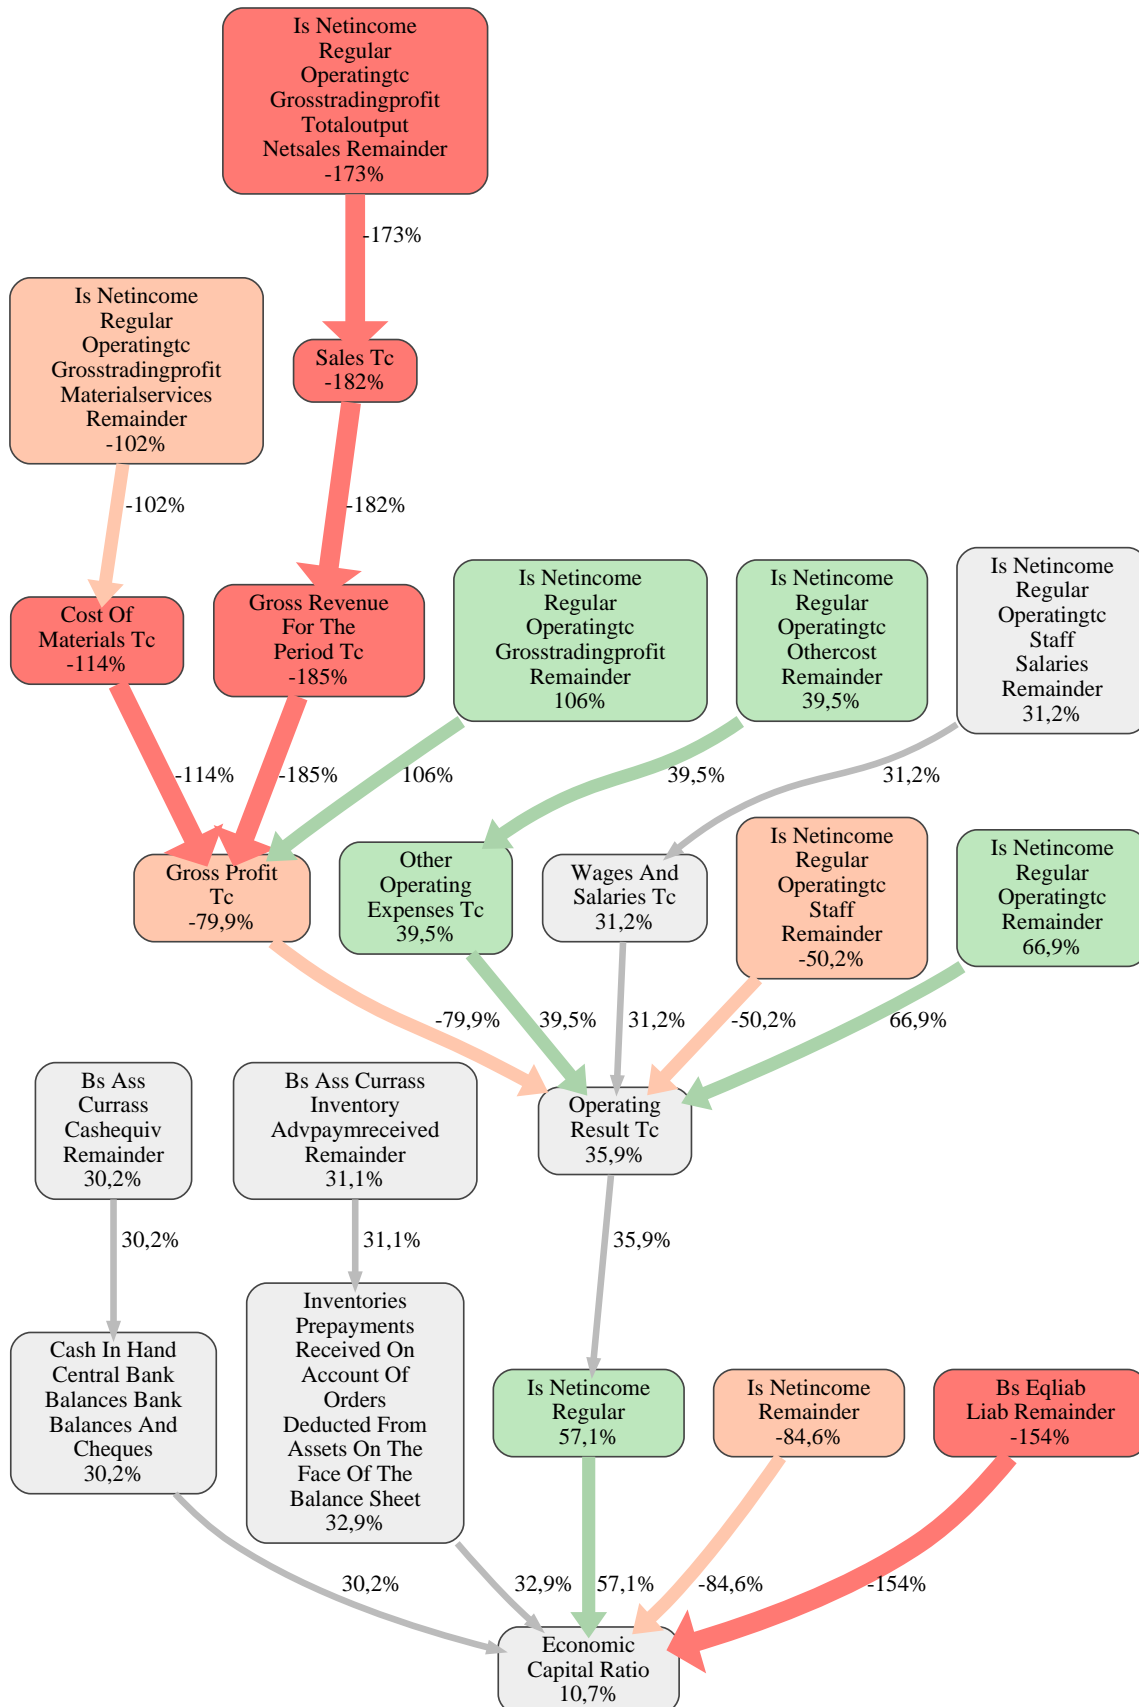 Is Netincome
Regular
Operatingtc
Grosstradingprofit
Totaloutput
Netsales Remainder
-173%
-173%
Is Netincome
Regular
Operatingtc
Grosstradingprofit
Materialservices
Remainder
-102%
Sales Tc
-182%
-102%
-182%
Cost Of
Materials Tc
-114%
Gross Revenue
For The
Period Tc
-185%
Is Netincome
Regular
Operatingtc
Grosstradingprofit
Remainder
106%
Is Netincome
Regular
Operatingtc
Othercost
Remainder
39,5%
Is Netincome
Regular
Operatingtc
Staff
Salaries
Remainder
31,2%
-114%
-185%
106%
39,5%
31,2%
Gross Profit
Tc
-79,9%
Other
Operating
Expenses Tc
39,5%
Wages And
Salaries Tc
31,2%
Is Netincome
Regular
Operatingtc
Staff
Remainder
-50,2%
Is Netincome
Regular
Operatingtc
Remainder
66,9%
-79,9%
39,5%
31,2%
-50,2%
66,9%
Bs Ass
Currass
Cashequiv
Remainder
30,2%
Bs Ass Currass
Inventory
Advpaymreceived
Remainder
31,1%
Operating
Result Tc
35,9%
30,2%
31,1%
35,9%
Cash In Hand
Central Bank
Balances Bank
Balances And
Cheques
30,2%
Inventories
Prepayments
Received On
Account Of
Orders
Deducted From
Assets On The
Face Of The
Balance Sheet
32,9%
Is Netincome
Regular
57,1%
Is Netincome
Remainder
-84,6%
Bs Eqliab
Liab Remainder
-154%
30,2%
32,9%
57,1%
-84,6%
-154%
Economic
Capital Ratio
10,7%